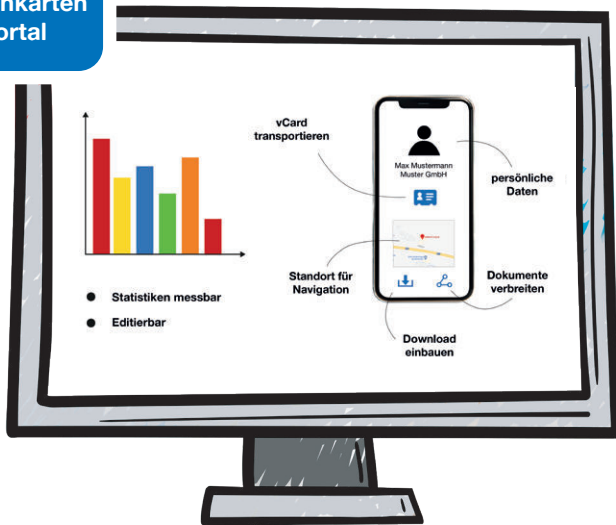 ortal
vCard
transportieren
Max Mustermann
Muster GmbH
persönliche
Daten
Standort für
Navigation
Dokumente
verbreiten
Download
einbauen
Statistiken messbar
Editierbar